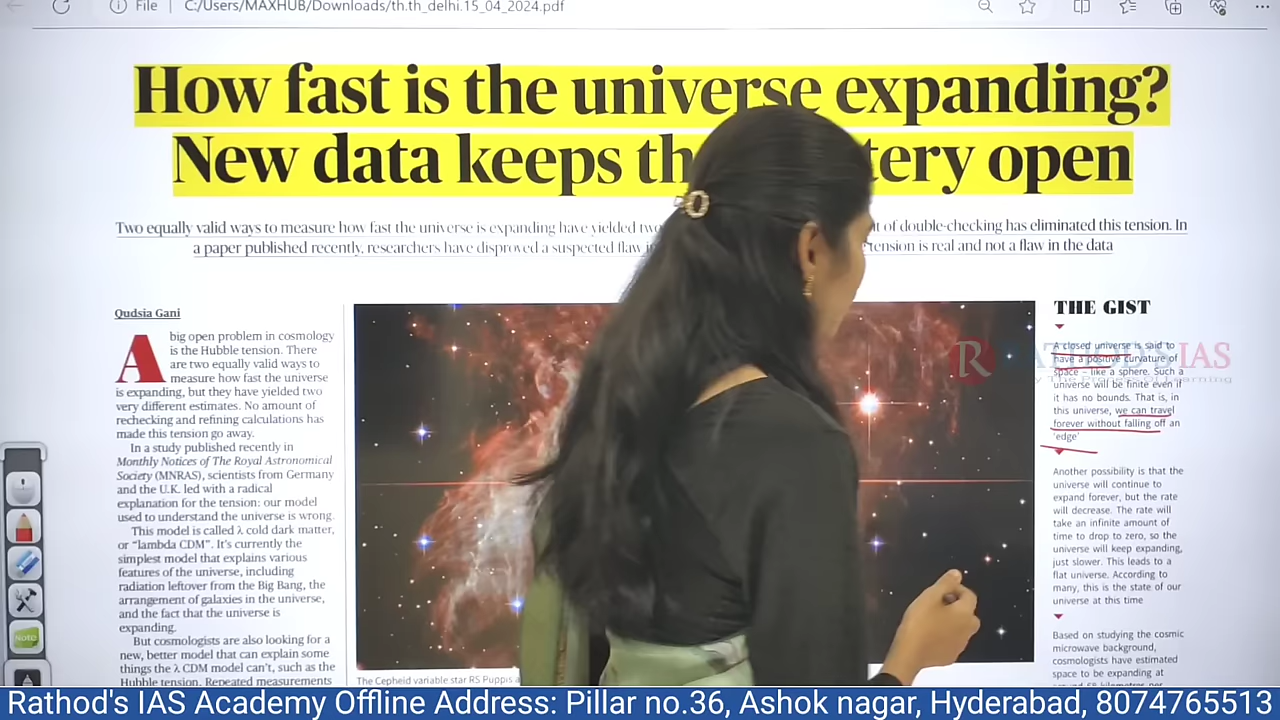 File C:/Users/MAXHUB/Downloads/th.th_delhi.15_04_2024.pdf
How fast is the universe expanding?
New data keeps th tery open
Two equally valid ways to measure how fast the universe is expanding have yielded two of double-checking has eliminated this tension. In
a paper published recently, researchers have disproved a suspected flaw in tension is real and not a flaw in the data
Qudsia Gani
A big open problem in cosmology
is the Hubble tension. There
are two equally valid ways to
measure how fast the universe
is expanding, but they have yielded two
very different estimates. No amount of
rechecking and refining calculations has
made this tension go away.
In a study published recently in
Monthly Notices of The Royal Astronomical
Society (MNRAS), scientists from Germany
and the U.K. led with a radical
explanation for the tension: our model
used to understand the universe is wrong.
This model is called λ cold dark matter,
or “lambda CDM”. It’s currently the
simplest model that explains various
features of the universe, including
radiation leftover from the Big Bang, the
arrangement of galaxies in the universe,
and the fact that the universe is
expanding.
But cosmologists are also looking for a
new, better model that can explain some
things the λ CDM model can’t, such as the
Hubble tension. Repeated measurements
The Cepheid variable star RS Puppis a
THE GIST
A closed universe is said to
have a positive curvature of
space – like a sphere. Such a
universe will be finite even if
it has no bounds. That is, in
this universe, we can travel
forever without falling off an
‘edge’
Another possibility is that the
universe will continue to
expand forever, but the rate
will decrease. The rate will
take an infinite amount of
time to drop to zero, so the
universe will keep expanding,
just slower. This leads to a
flat universe. According to
many, this is the state of our
universe at this time
Based on studying the cosmic
microwave background,
cosmologists have estimated
space to be expanding at
RATHOD'S IAS
Note
Rathod's IAS Academy Offline Address: Pillar no.36, Ashok nagar, Hyderabad, 8074765513